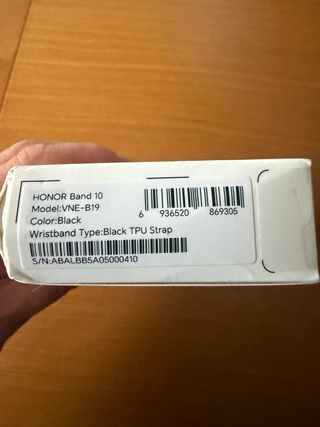 HONOR Band 10
Model:VNE-B19
Color:Black
Wristband Type:Black TPU Strap
6 936520 869305
S/N:ABALBB5A05000410